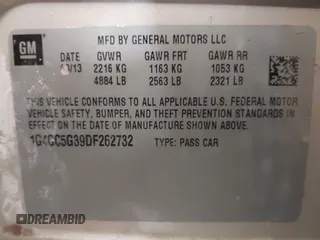 GM
MFD BY GENERAL MOTORS LLC
DATE GVWR GAWR FRT GAWR RR
/13 2216 KG 1163 KG 1053 KG
4884 LB 2563 LB 2321 LB
THIS VEHICLE CONFORMS TO ALL APPLICABLE U.S. FEDERAL MOTOR
VEHICLE SAFETY, BUMPER, AND THEFT PREVENTION STANDARDS IN
EFFECT ON THE DATE OF MANUFACTURE SHOWN ABOVE.
1G4CC5G39DF262732 TYPE: PASS CAR
DREAMBID